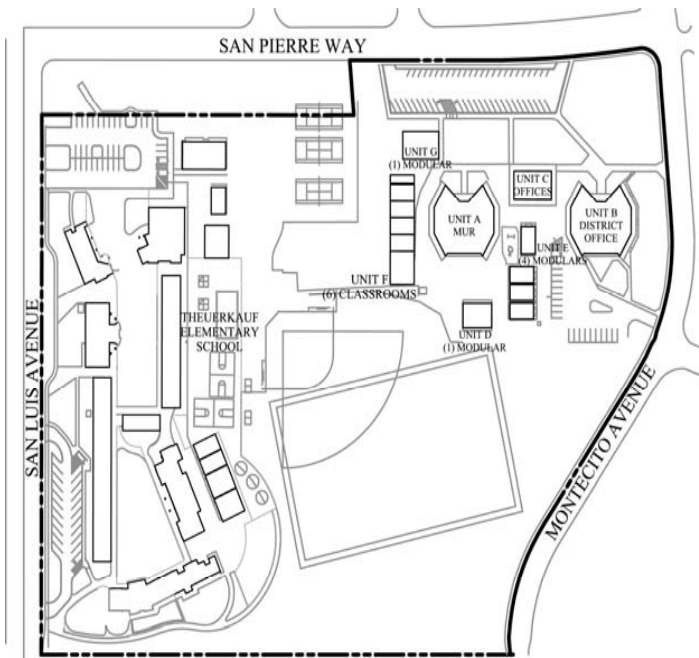 SAN PIERRE WAY
UNIT G
(1) MODULAR
UNIT C
OFFICES
UNIT A
MUR
UNIT B
DISTRICT
OFFICE
UNIT E
(4) MODULARS
UNIT F
(6) CLASSROOMS
THEUERKAUF
ELEMENTARY
SCHOOL
UNIT D
(1) MODULAR
SAN LUIS AVENUE
MONTECITO AVENUE